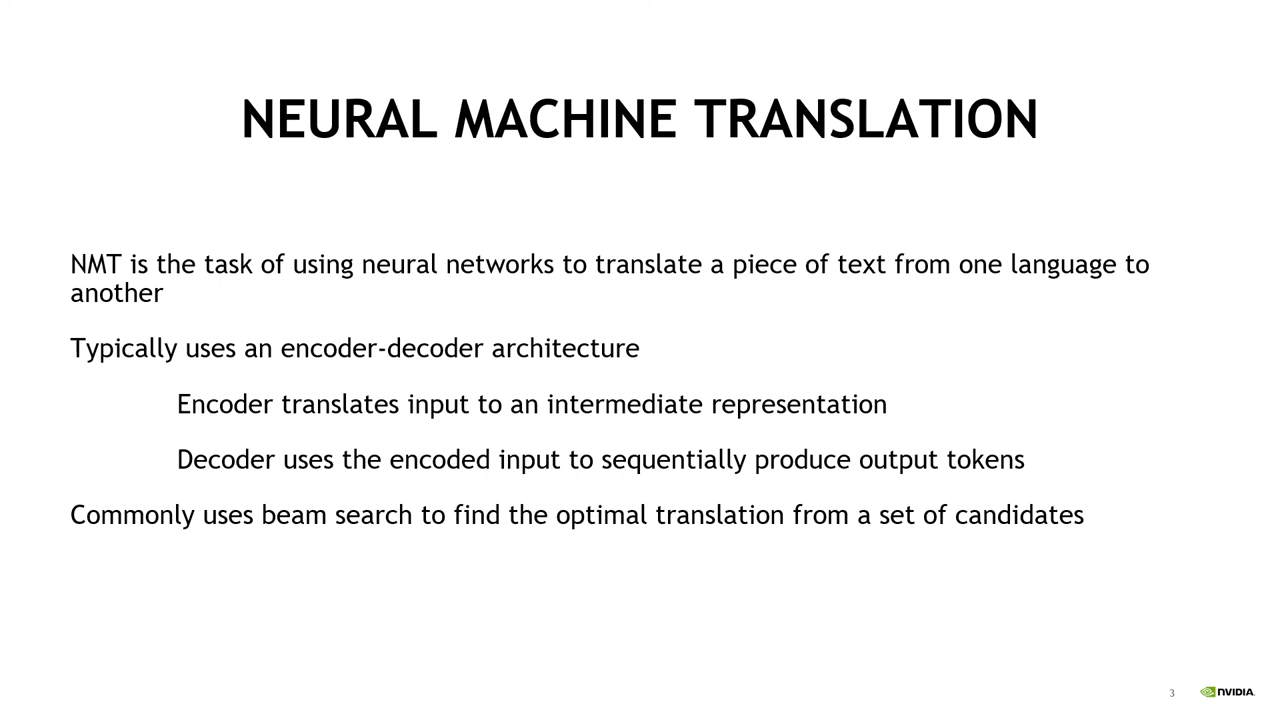 NEURAL MACHINE TRANSLATION
NMT is the task of using neural networks to translate a piece of text from one language to
another
Typically uses an encoder-decoder architecture
Encoder translates input to an intermediate representation
Decoder uses the encoded input to sequentially produce output tokens
Commonly uses beam search to find the optimal translation from a set of candidates
3
NVIDIA.